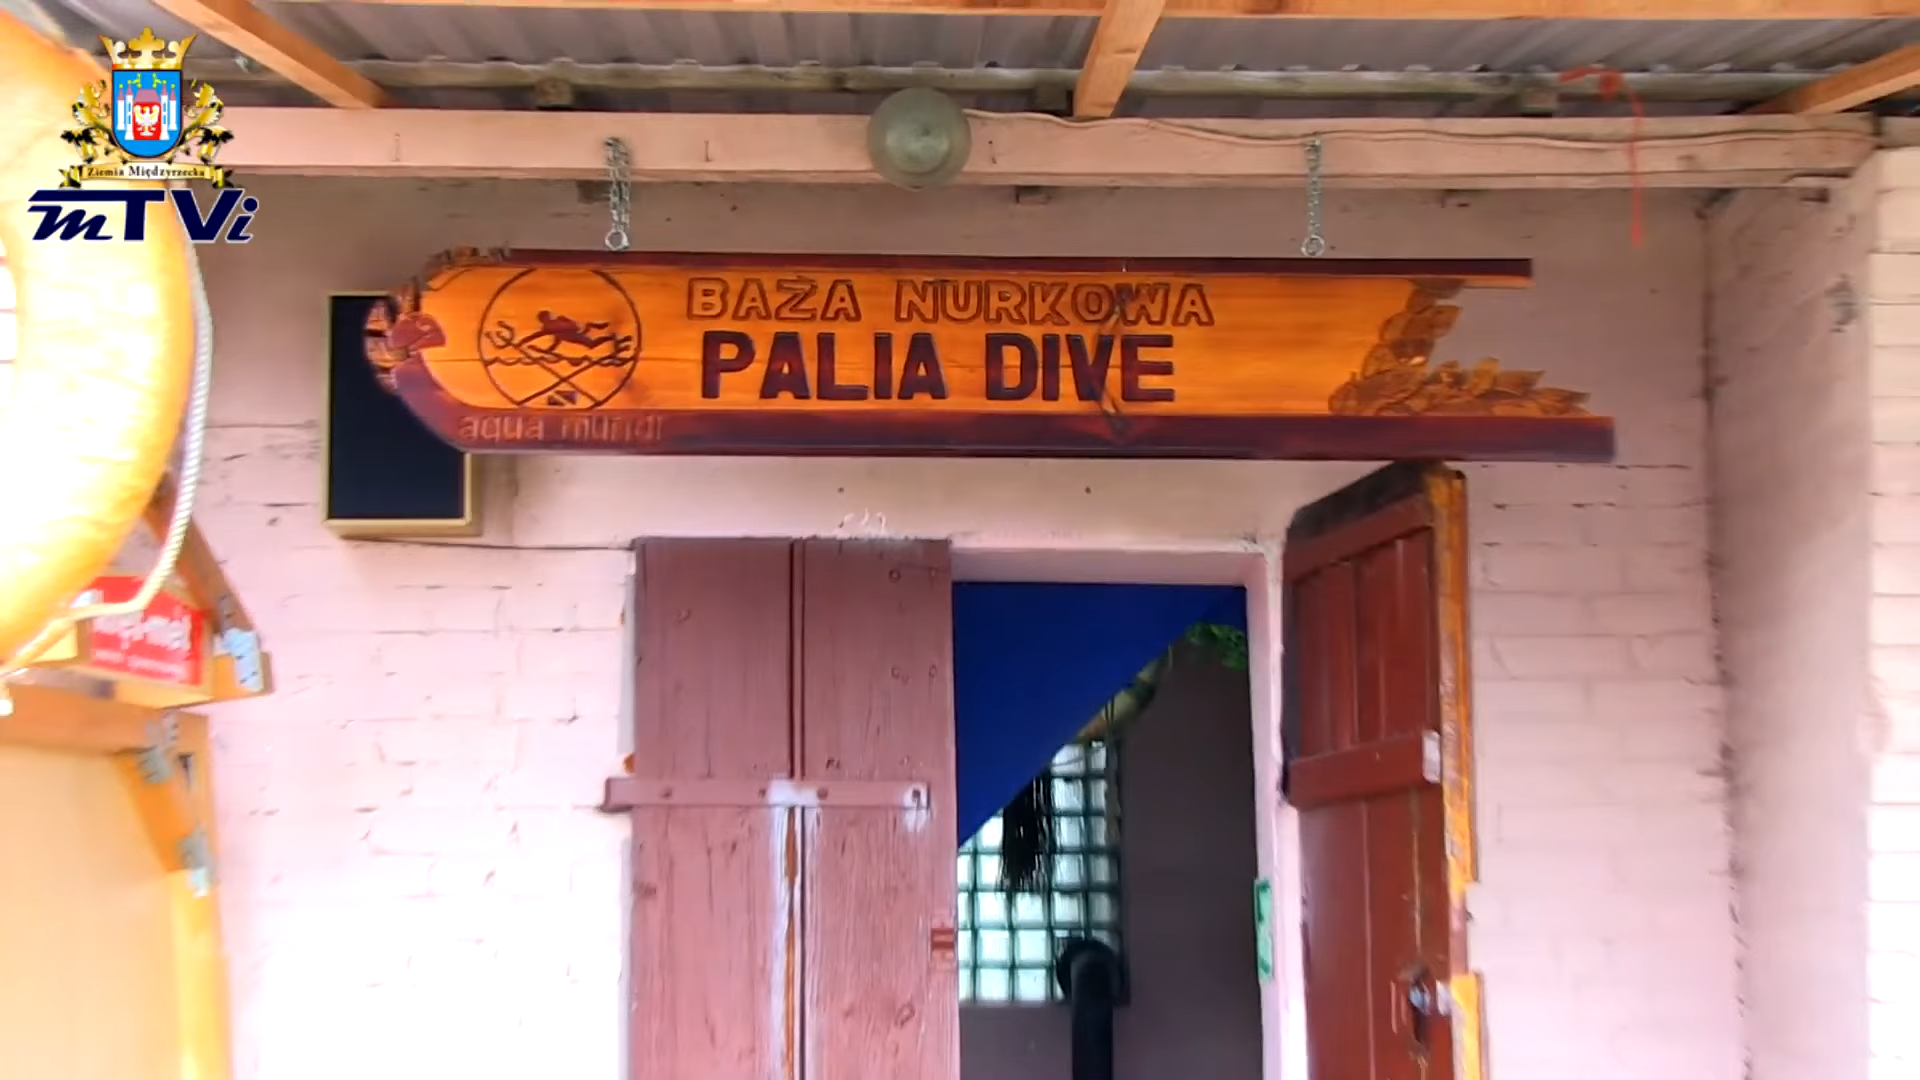 Ziemia Międzyrzecka
mTVi
BAZA NURKOWA
PALIA DIVE
aqua mundi